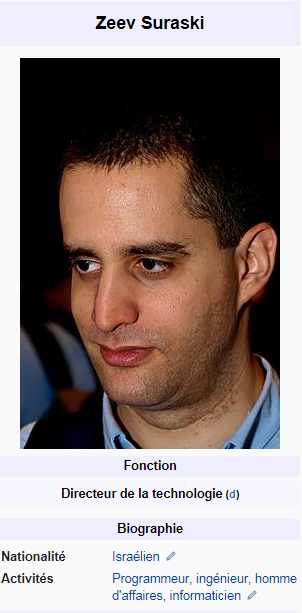 Zeev Suraski
Fonction
Directeur de la technologie (d)
Biographie
Nationalité Israélien
Activités Programmeur, ingénieur, homme
d'affaires, informaticien